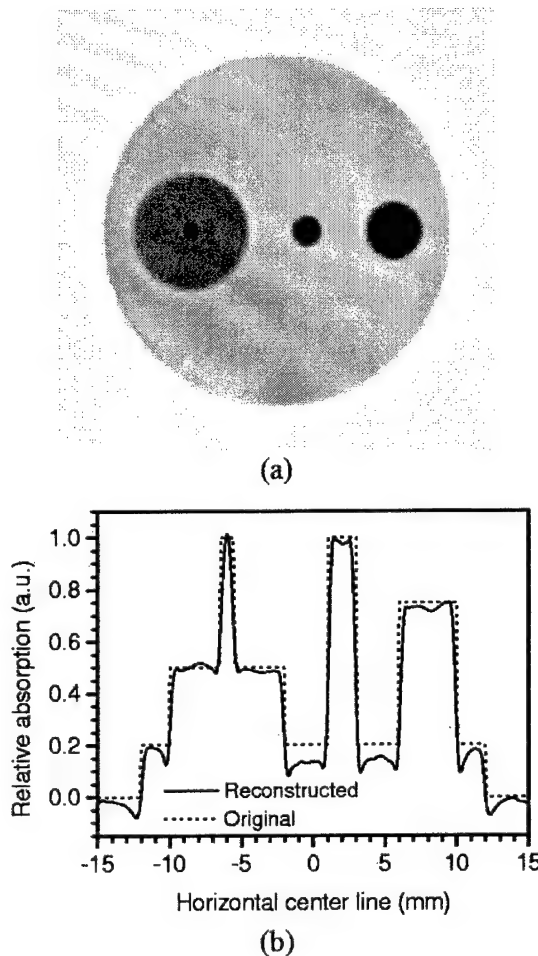 (a)
Relative absorption (a.u.)
1.0
0.8
0.6
0.4
0.2
0.0
Reconstructed
Original
-15 -10 -5 0 5 10 15
Horizontal center line (mm)
(b)